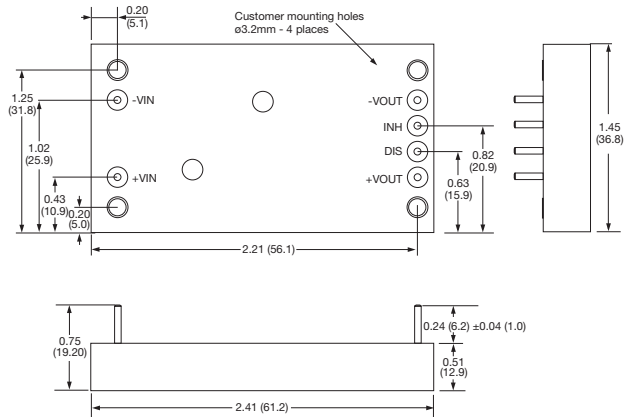 0.20
(5.1)
Customer mounting holes
ø3.2mm - 4 places
1.25
(31.8)
-VIN
1.02
(25.9)
+VIN
0.43
(10.9)
0.20
(5.0)
2.21 (56.1)
-VOUT
INH
DIS
+VOUT
0.82
(20.9)
0.63
(15.9)
1.45
(36.8)
0.75
(19.20)
0.24 (6.2) ±0.04 (1.0)
0.51
(12.9)
2.41 (61.2)